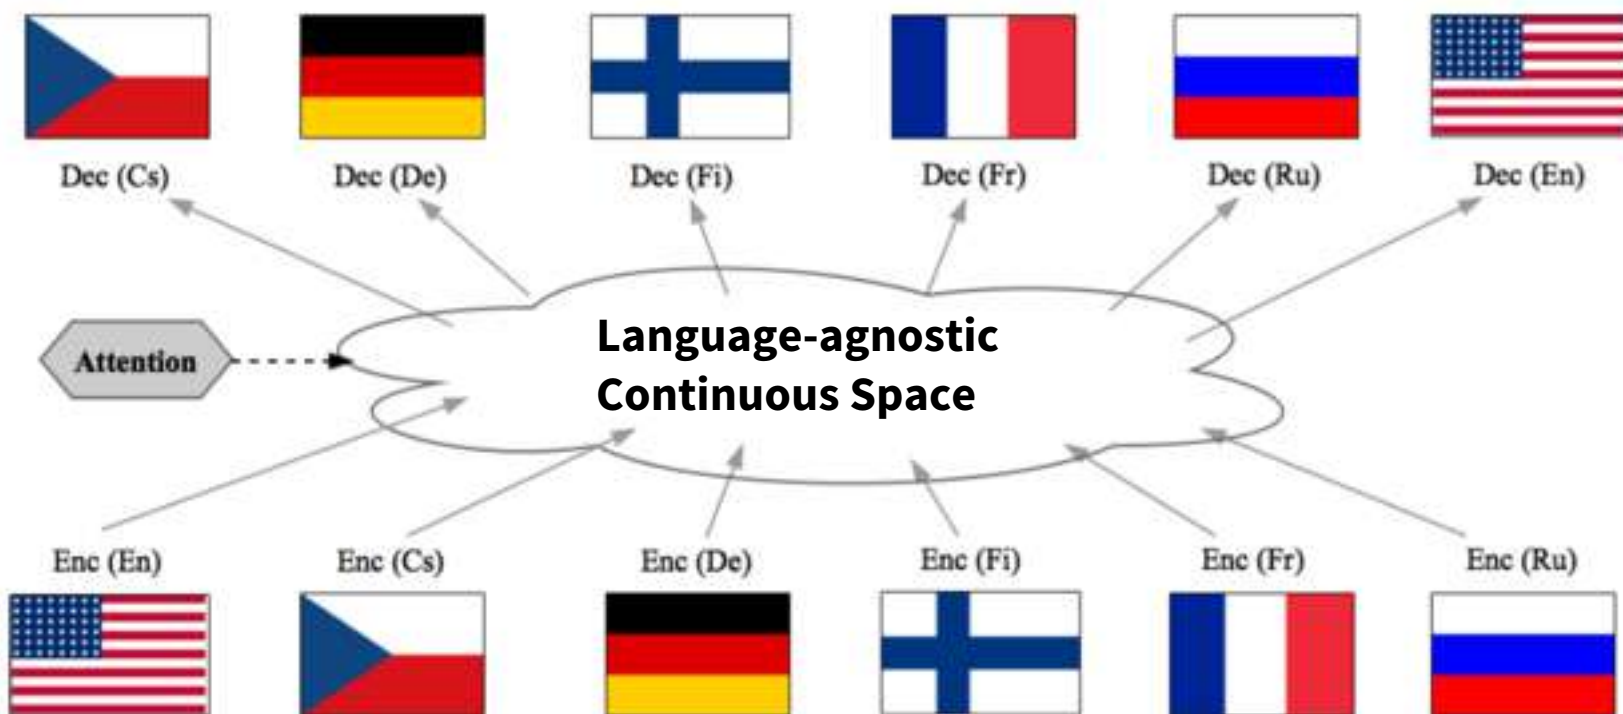 Dec (Cs)
Dec (De)
Dec (Fi)
Dec (Fr)
Dec (Ru)
Dec (En)
Language-agnostic
Continuous Space
Attention
Enc (En)
Enc (Cs)
Enc (De)
Enc (Fi)
Enc (Fr)
Enc (Ru)